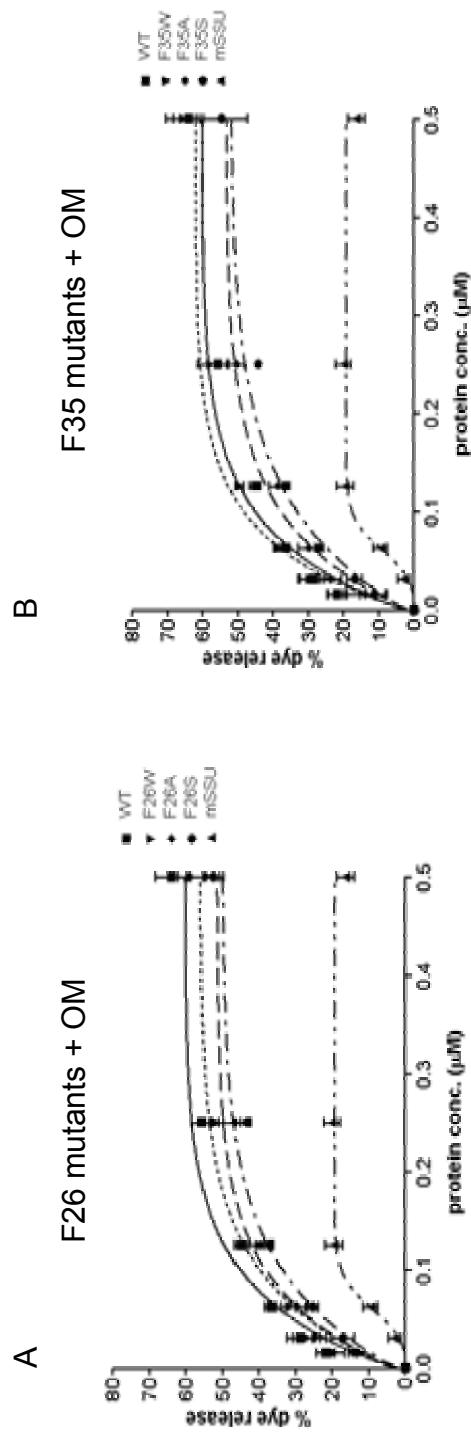 A
F26 mutants + OM
WT
F26W
F26A
F26S
mSSU
% dye release
80
70
60
50
40
30
20
10
0
0.0
0.1
0.2
0.3
0.4
0.5
protein conc. (µM)
B
F35 mutants + OM
WT
F35W
F35A
F35S
mSSU
% dye release
80
70
60
50
40
30
20
10
0
0.0
0.1
0.2
0.3
0.4
0.5
protein conc. (µM)